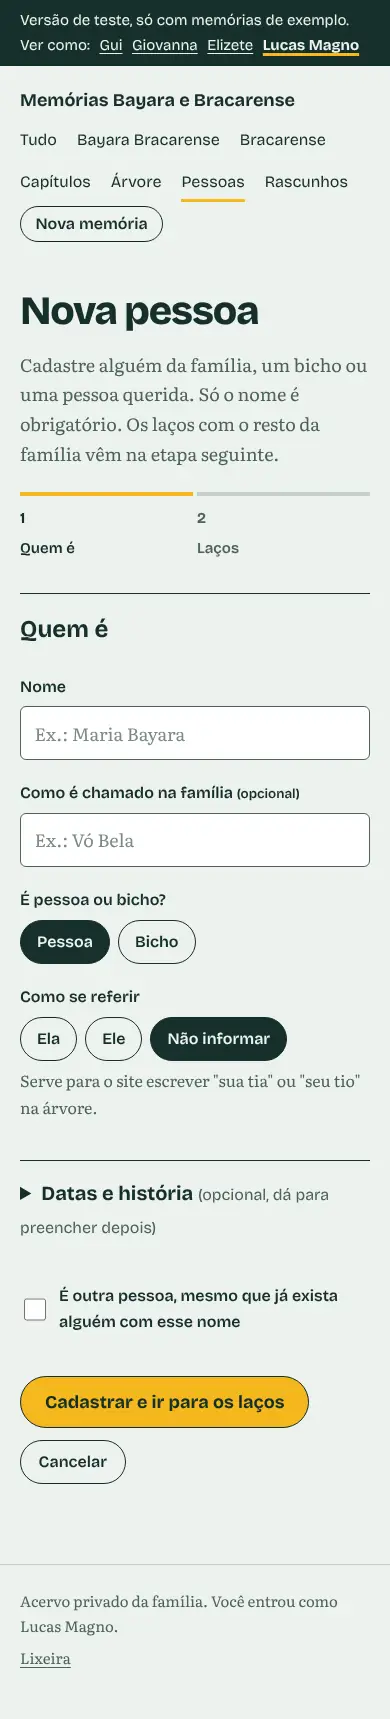 Versão de teste, só com memórias de exemplo.
Ver como: Gui Giovanna Elizete Lucas Magno
Memórias Bayara e Bracarense
Tudo Bayara Bracarense Bracarense
Capítulos Árvore Pessoas Rascunhos
Nova memória
Nova pessoa
Cadastre alguém da família, um bicho ou
uma pessoa querida. Só o nome é
obrigatório. Os laços com o resto da
família vêm na etapa seguinte.
1 2
Quem é Laços
Quem é
Nome
Ex.: Maria Bayara
Como é chamado na família (opcional)
Ex.: Vó Bela
É pessoa ou bicho?
Pessoa Bicho
Como se referir
Ela Ele Não informar
Serve para o site escrever "sua tia" ou "seu tio"
na árvore.
Datas e história (opcional, dá para
preencher depois)
É outra pessoa, mesmo que já exista
alguém com esse nome
Cadastrar e ir para os laços
Cancelar
Acervo privado da família. Você entrou como
Lucas Magno.
Lixeira